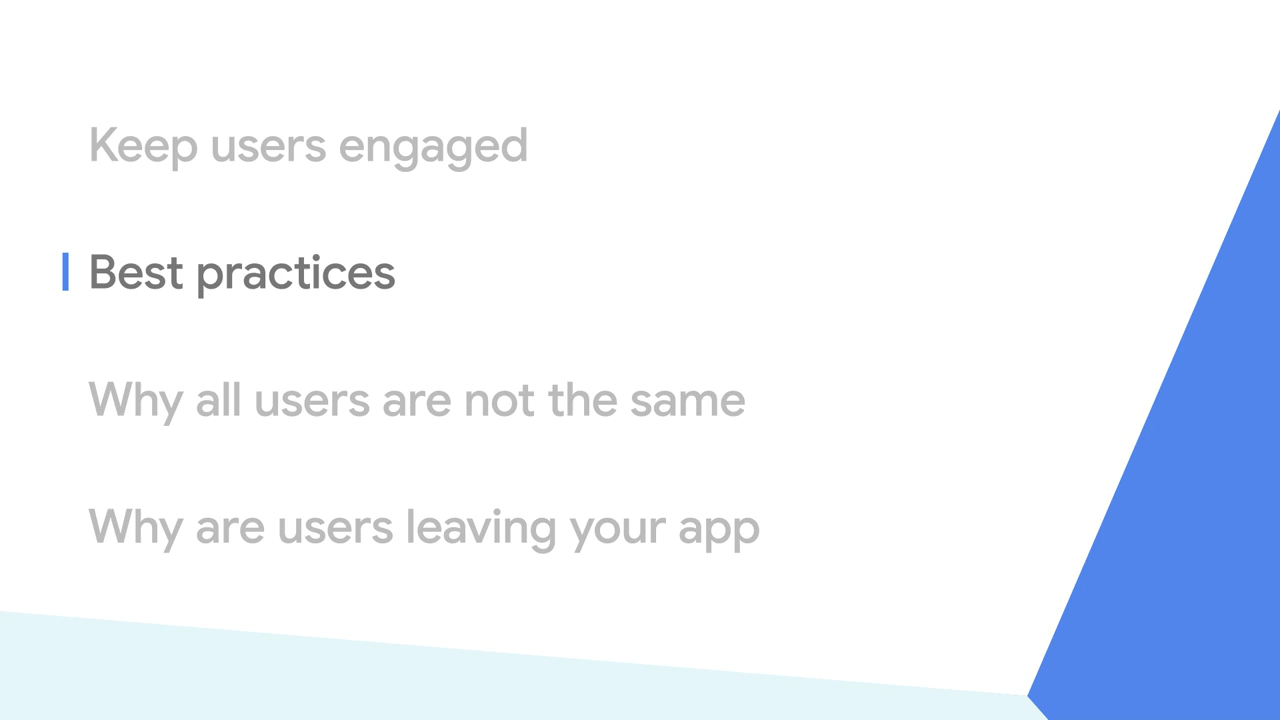 Keep users engaged
Best practices
Why all users are not the same
Why are users leaving your app